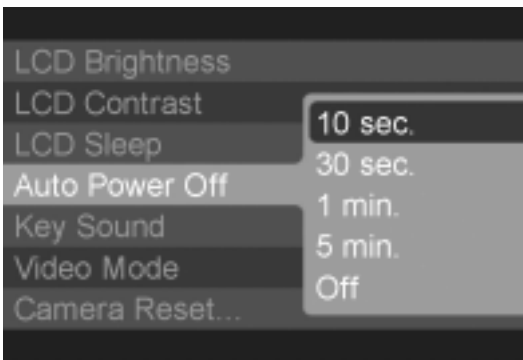 LCD Brightness
LCD Contrast
LCD Sleep
Auto Power Off
Key Sound
Video Mode
Camera Reset...
10 sec.
30 sec.
1 min.
5 min.
Off